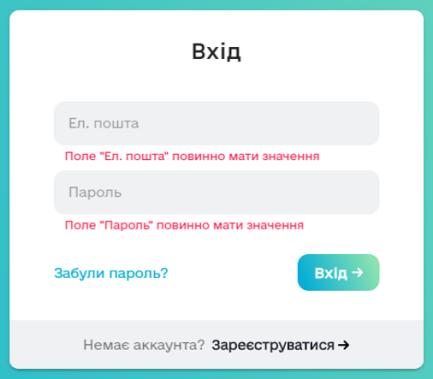 Вхід
Ел. пошта
Поле "Ел. пошта" повинно мати значення
Пароль
Поле "Пароль" повинно мати значення
Забули пароль? Вхід →
Немає аккаунта? Зареєструватися →